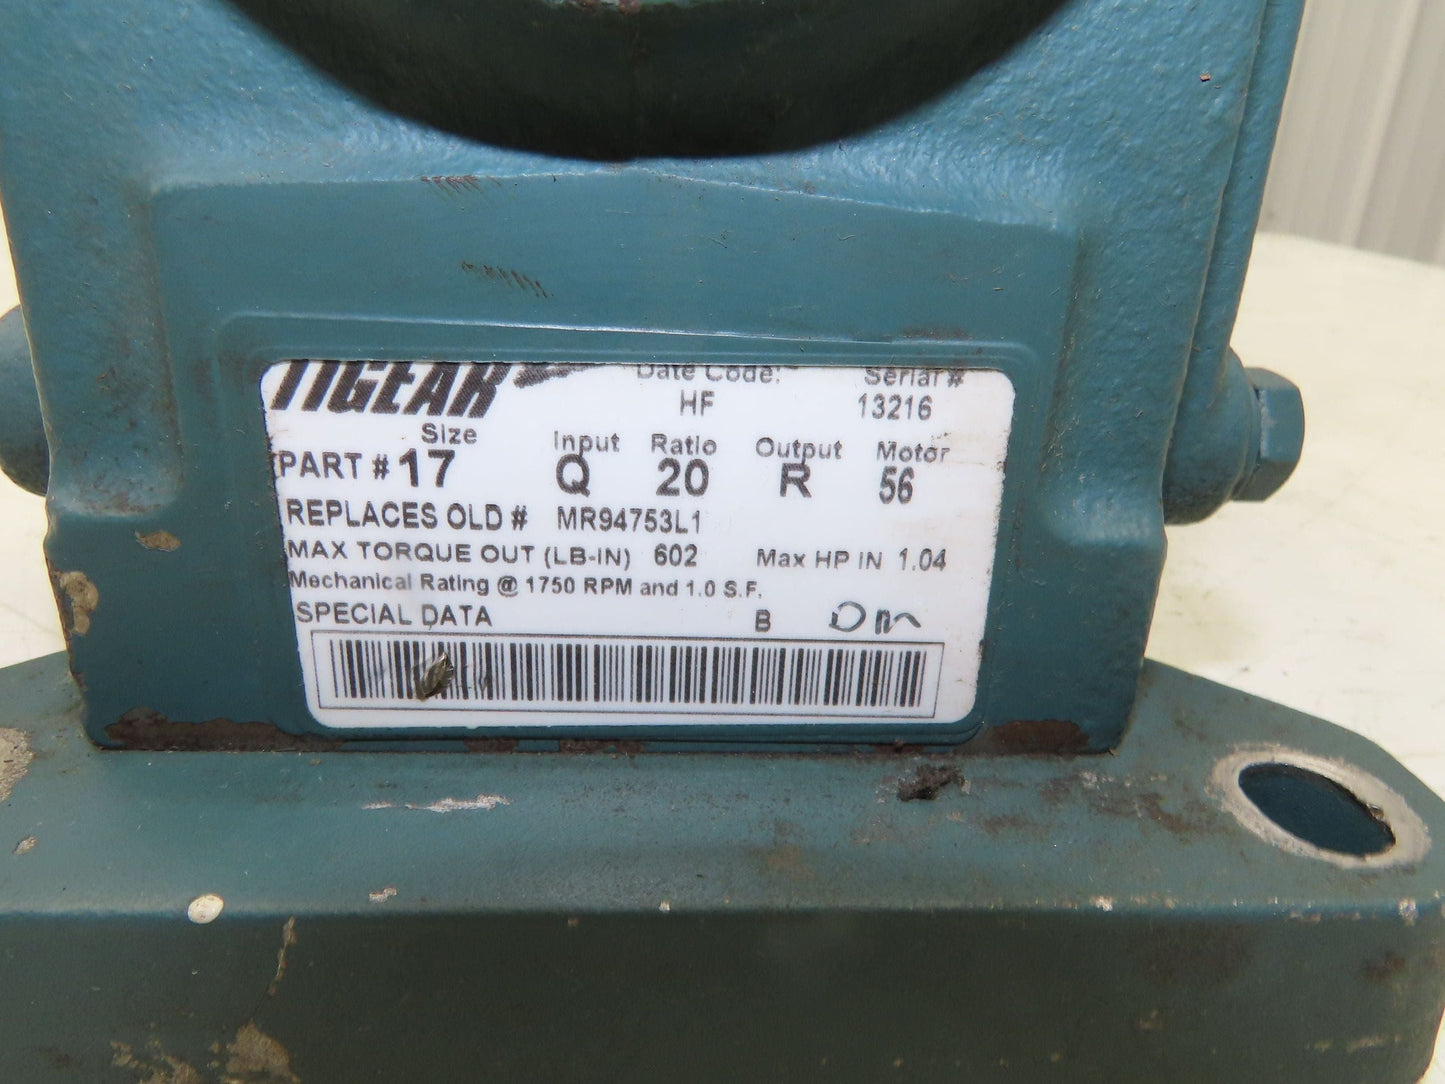 TIGEAR Date Code: Serial #
HF 13216
Size Input Ratio Output Motor
PART # 17 Q 20 R 56
REPLACES OLD # MR94753L1
MAX TORQUE OUT (LB-IN) 602 Max HP IN 1.04
Mechanical Rating @ 1750 RPM and 1.0 S.F.
SPECIAL DATA B